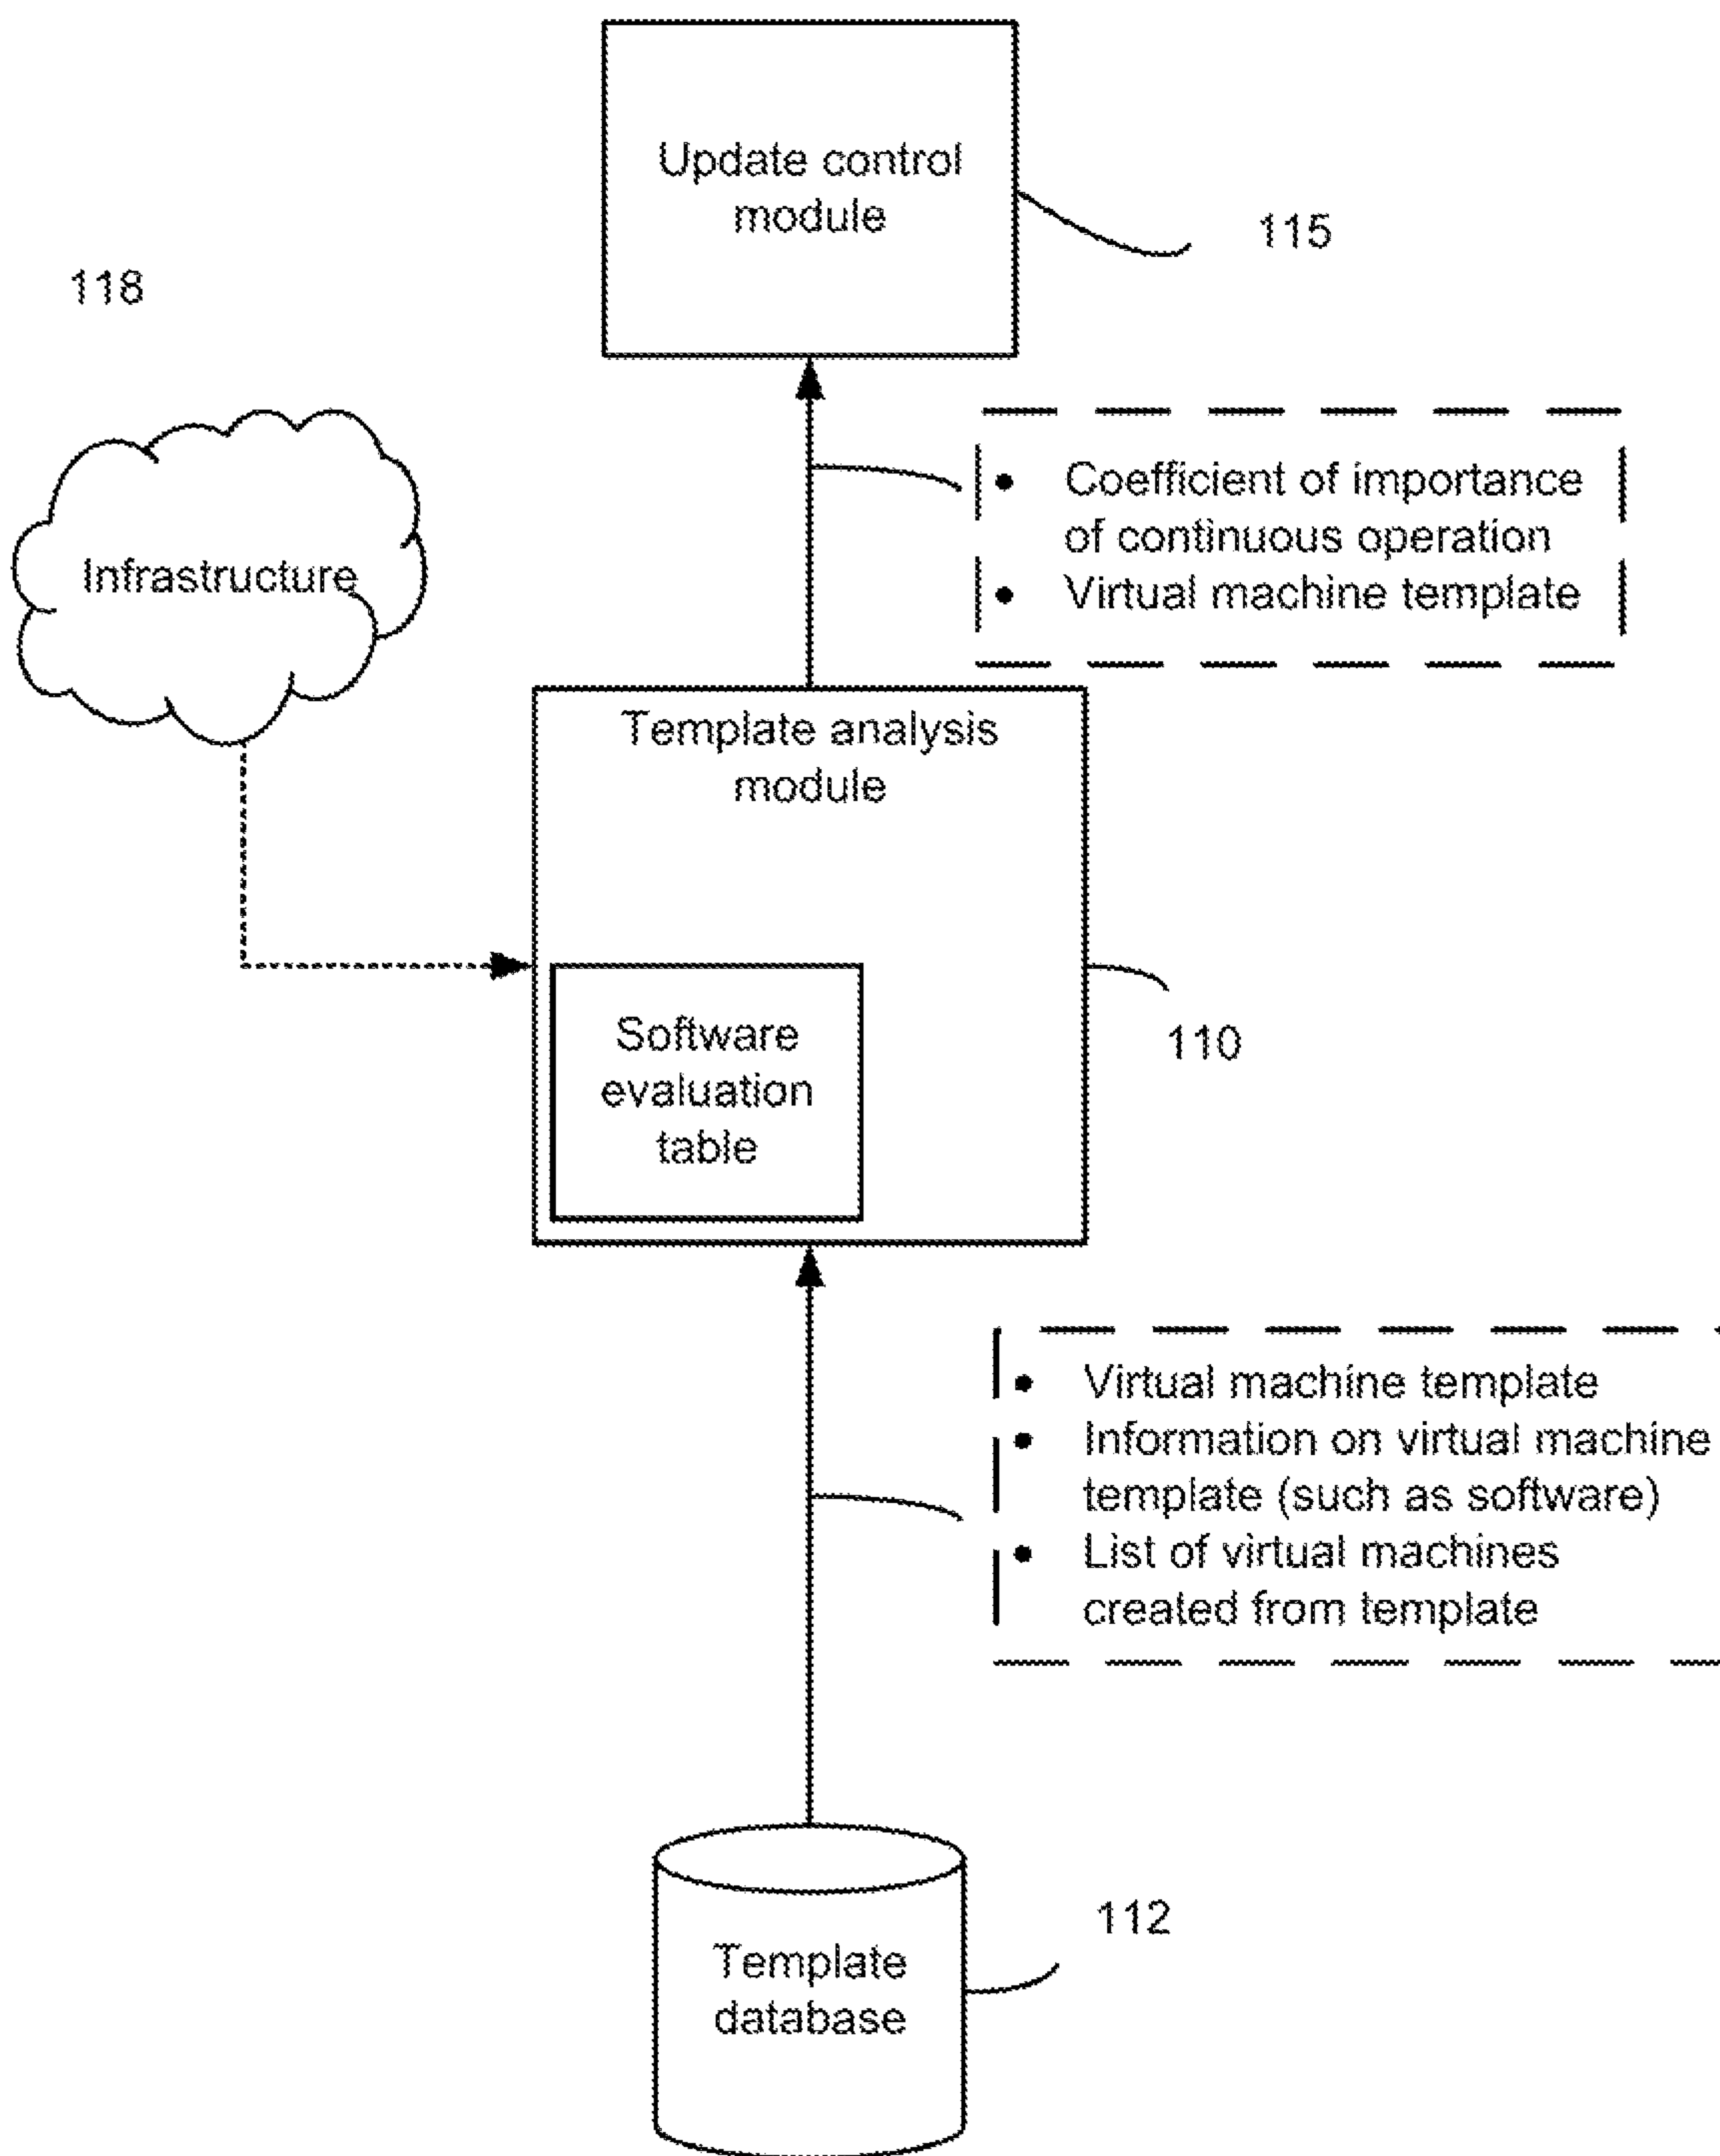 Update control
module
115
118
Infrastructure
• Coefficient of importance
of continuous operation
• Virtual machine template
Template analysis
module
Software
evaluation
table
110
• Virtual machine template
• Information on virtual machine
template (such as software)
• List of virtual machines
created from template
112
Template
database